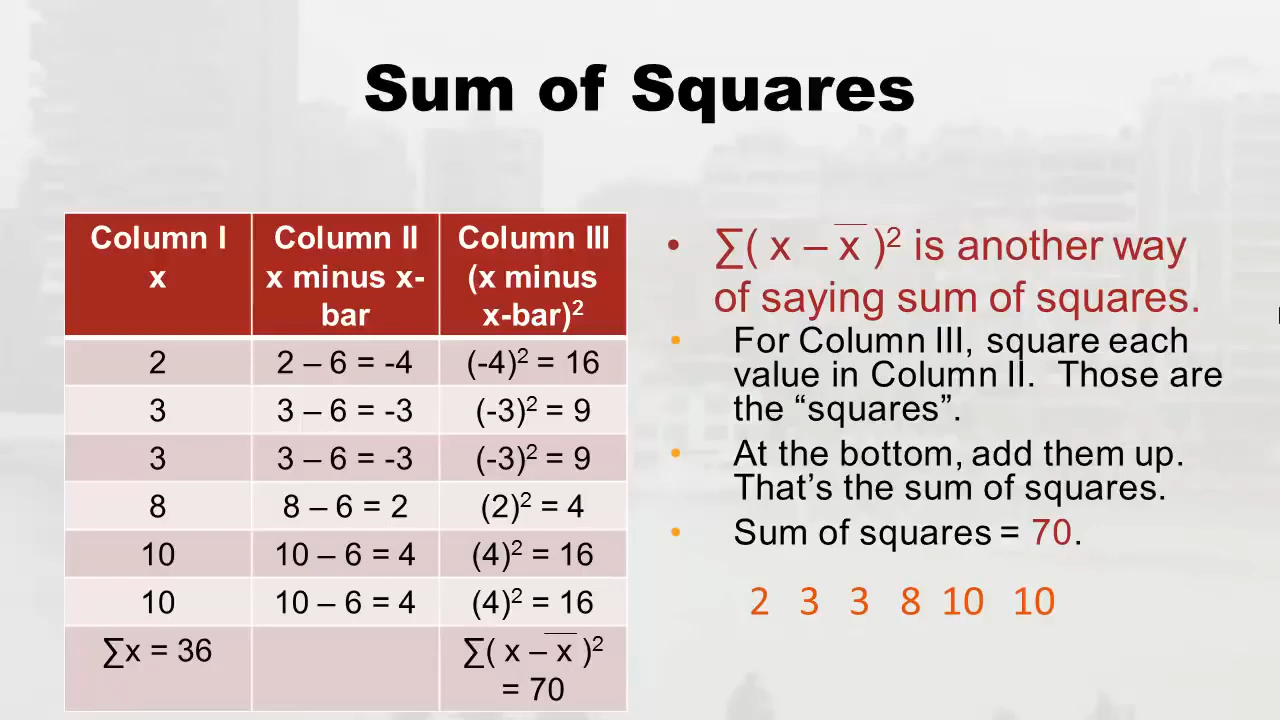 Sum of Squares
Column I
x
Column II
x minus x-
bar
Column III
(x minus
x-bar)²
2
2 – 6 = -4
(-4)² = 16
3
3 – 6 = -3
(-3)² = 9
3
3 – 6 = -3
(-3)² = 9
8
8 – 6 = 2
(2)² = 4
10
10 – 6 = 4
(4)² = 16
10
10 – 6 = 4
(4)² = 16
∑x = 36
∑( x – x̄ )²
= 70
• ∑( x – x̄ )² is another way
of saying sum of squares.
• For Column III, square each
value in Column II. Those are
the “squares”.
• At the bottom, add them up.
That’s the sum of squares.
• Sum of squares = 70.
2 3 3 8 10 10